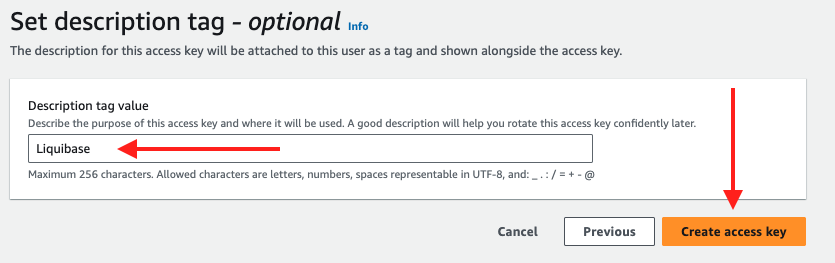 Set description tag - optional Info
The description for this access key will be attached to this user as a tag and shown alongside the access key.
Description tag value
Describe the purpose of this access key and where it will be used. A good description will help you rotate this access key confidently later.
Liquibase
Maximum 256 characters. Allowed characters are letters, numbers, spaces representable in UTF-8, and: _ . : / = + - @
Cancel Previous Create access key